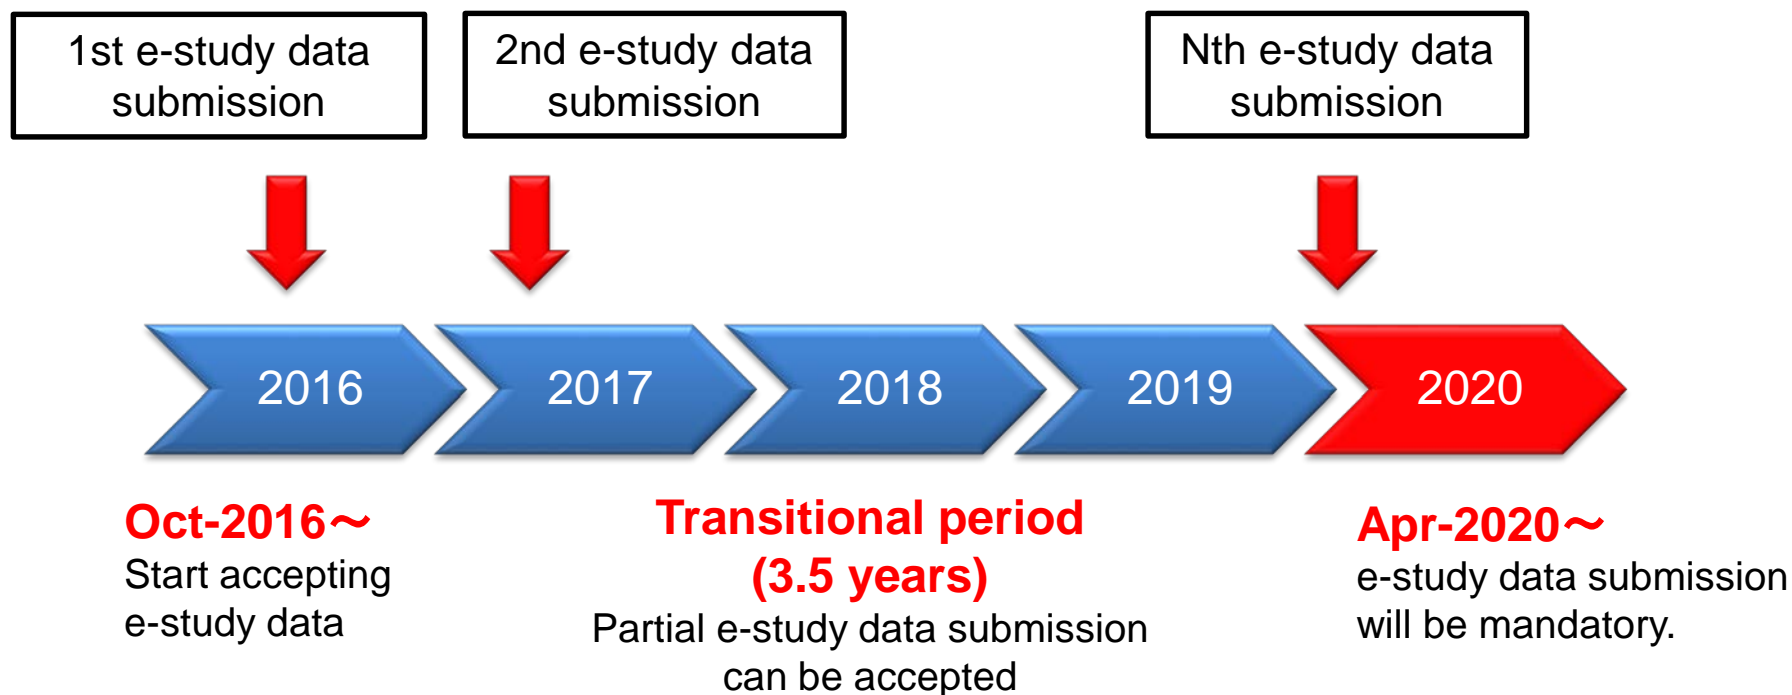 1st e-study data
submission
2nd e-study data
submission
Nth e-study data
submission
2016
2017
2018
2019
2020
Oct-2016～
Start accepting
e-study data
Transitional period
(3.5 years)
Partial e-study data submission
can be accepted
Apr-2020～
e-study data submission
will be mandatory.